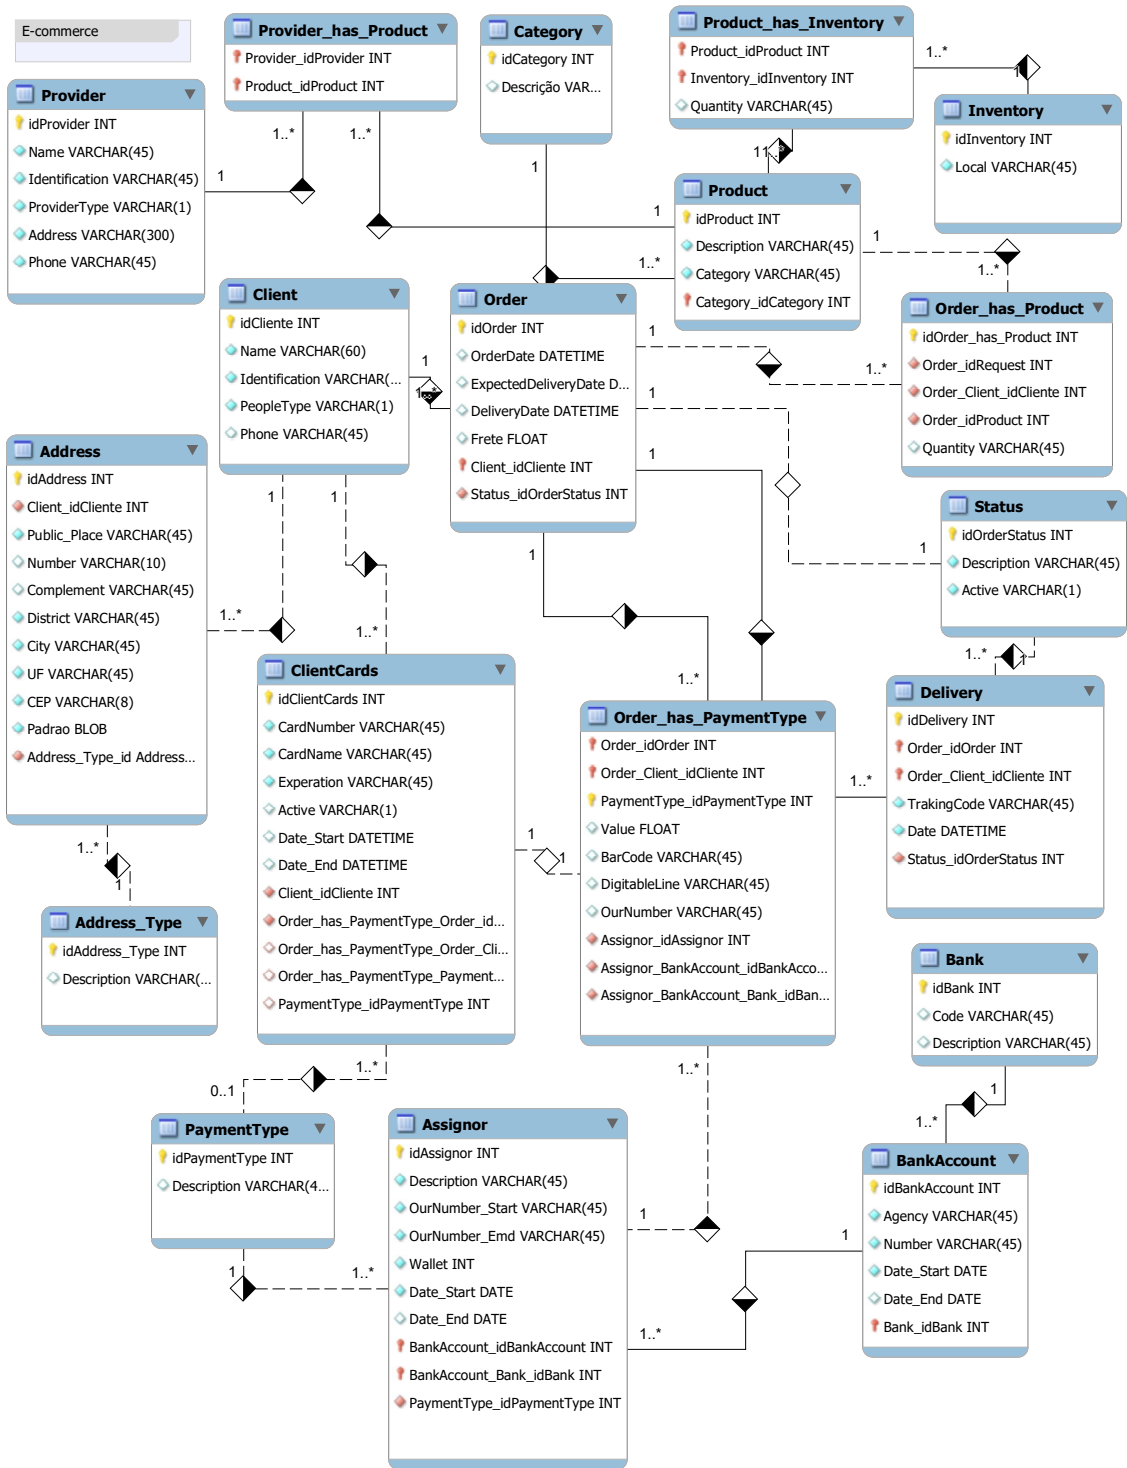 E-commerce
Provider
idProvider INT
Name VARCHAR(45)
Identification VARCHAR(45)
ProviderType VARCHAR(1)
Address VARCHAR(300)
Phone VARCHAR(45)
Provider_has_Product
Provider_idProvider INT
Product_idProduct INT
1..*
1..*
1
Category
idCategory INT
Descrição VAR...
1
Product_has_Inventory
Product_idProduct INT
Inventory_idInventory INT
Quantity VARCHAR(45)
1..*
Inventory
idInventory INT
Local VARCHAR(45)
Product
idProduct INT
Description VARCHAR(45)
Category VARCHAR(45)
Category_idCategory INT
1
1..*
1
1..*
Client
idCliente INT
Name VARCHAR(60)
Identification VARCHAR(...
PeopleType VARCHAR(1)
Phone VARCHAR(45)
1
1
1
Order
idOrder INT
OrderDate DATETIME
ExpectedDeliveryDate D...
DeliveryDate DATETIME
Frete FLOAT
Client_idCliente INT
Status_idOrderStatus INT
1
1
1
1
Order_has_Product
idOrder_has_Product INT
Order_idRequest INT
Order_Client_idCliente INT
Order_idProduct INT
Quantity VARCHAR(45)
1..*
Address
idAddress INT
Client_idCliente INT
Public_Place VARCHAR(45)
Number VARCHAR(10)
Complement VARCHAR(45)
District VARCHAR(45)
City VARCHAR(45)
UF VARCHAR(45)
CEP VARCHAR(8)
Padrao BLOB
Address_Type_id Address...
1..*
1..*
1
Address_Type
idAddress_Type INT
Description VARCHAR(...
Status
idOrderStatus INT
Description VARCHAR(45)
Active VARCHAR(1)
1
1..*
1
ClientCards
idClientCards INT
CardNumber VARCHAR(45)
CardName VARCHAR(45)
Experation VARCHAR(45)
Active VARCHAR(1)
Date_Start DATETIME
Date_End DATETIME
Client_idCliente INT
Order_has_PaymentType_Order_id...
Order_has_PaymentType_Order_Cli...
Order_has_PaymentType_Payment...
PaymentType_idPaymentType INT
1..*
1
1
1..*
0..1
Order_has_PaymentType
Order_idOrder INT
Order_Client_idCliente INT
PaymentType_idPaymentType INT
Value FLOAT
BarCode VARCHAR(45)
DigitableLine VARCHAR(45)
OurNumber VARCHAR(45)
Assignor_idAssignor INT
Assignor_BankAccount_idBankAcco...
Assignor_BankAccount_Bank_idBan...
1..*
1..*
1..*
Delivery
idDelivery INT
Order_idOrder INT
Order_Client_idCliente INT
TrakingCode VARCHAR(45)
Date DATETIME
Status_idOrderStatus INT
Bank
idBank INT
Code VARCHAR(45)
Description VARCHAR(45)
1
1..*
PaymentType
idPaymentType INT
Description VARCHAR(4...
1
1..*
Assignor
idAssignor INT
Description VARCHAR(45)
OurNumber_Start VARCHAR(45)
OurNumber_Emd VARCHAR(45)
Wallet INT
Date_Start DATE
Date_End DATE
BankAccount_idBankAccount INT
BankAccount_Bank_idBank INT
PaymentType_idPaymentType INT
1
1..*
1
BankAccount
idBankAccount INT
Agency VARCHAR(45)
Number VARCHAR(45)
Date_Start DATE
Date_End DATE
Bank_idBank INT